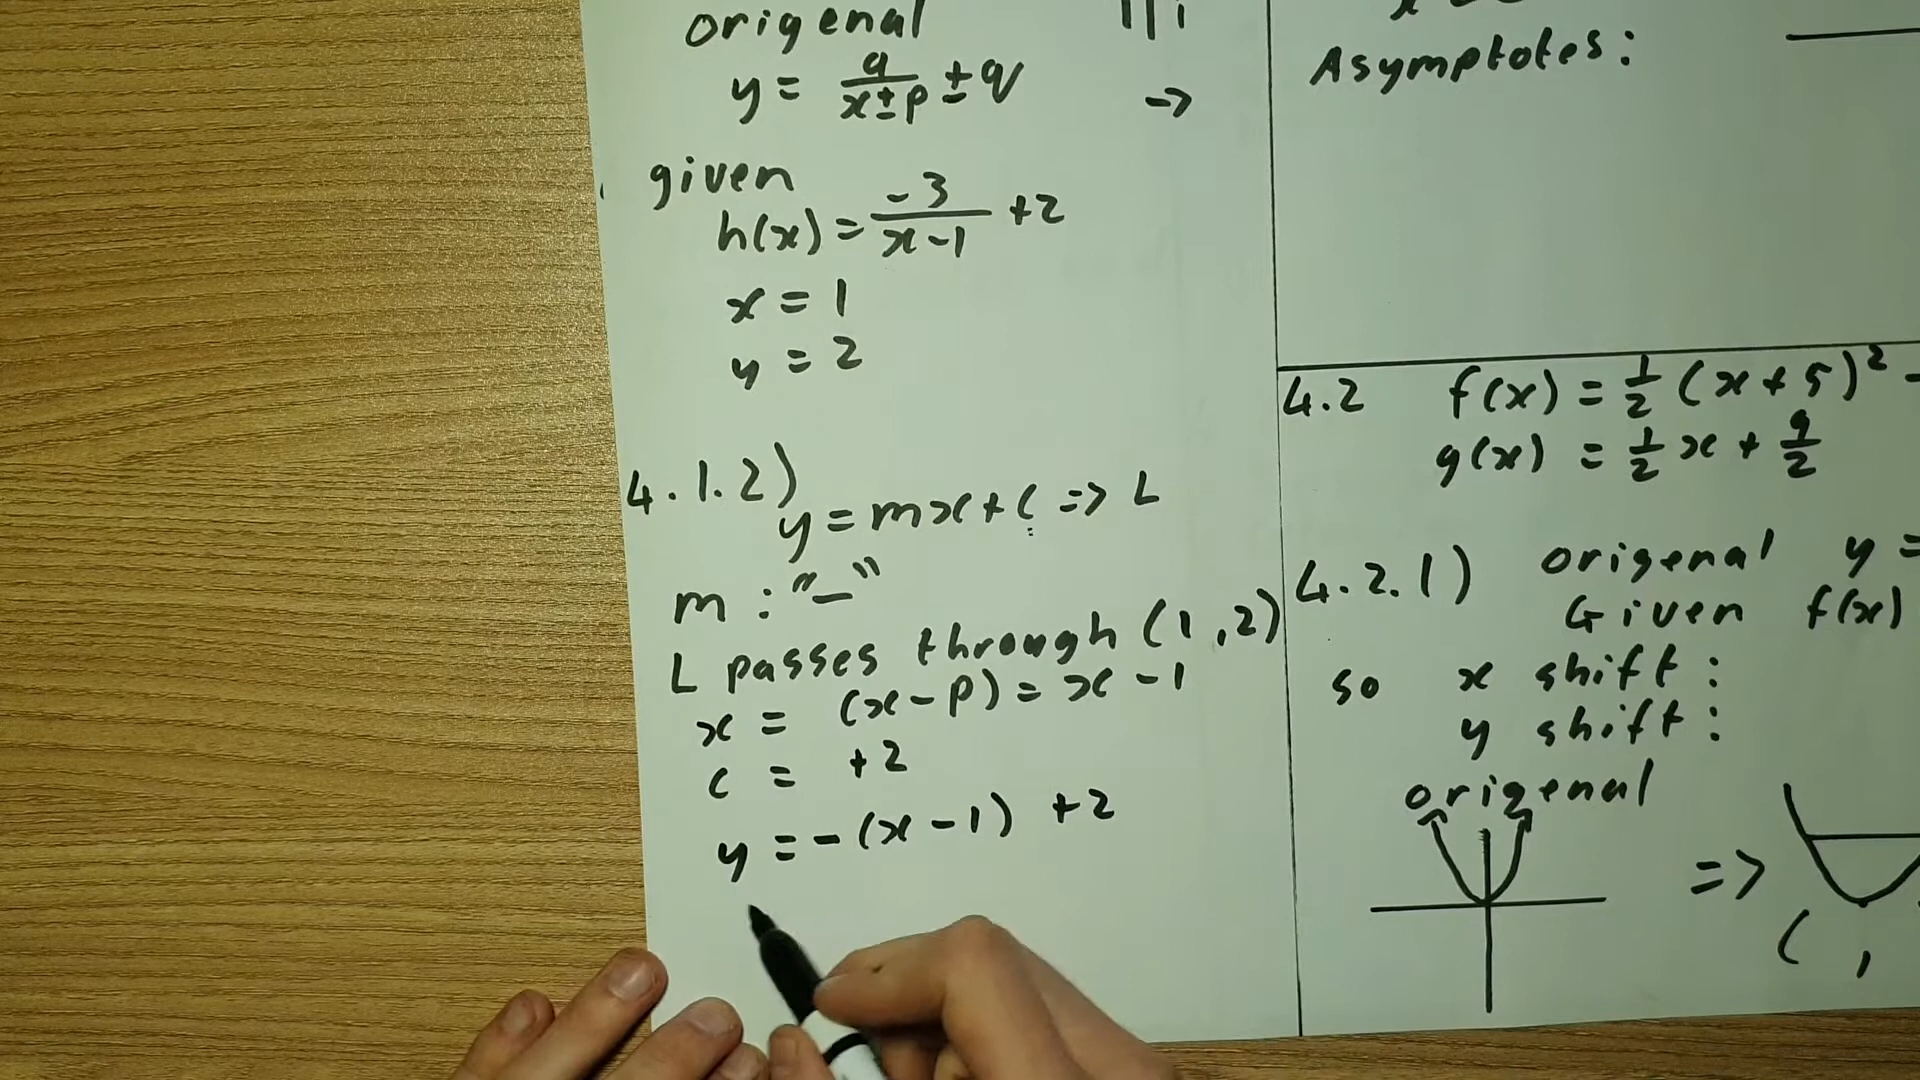 origenal
y = a/(x±p) ± q →
given
h(x) = -3/(x-1) +2
x = 1
y = 2
4.1.2)
y = mx+c => L
m : "–"
L passes through (1,2)
x = (x-p) = x-1
c = +2
y = -(x-1) +2
Asymptotes:
4.2 f(x) = 1/2 (x+5)² -
g(x) = 1/2 x + 9/2
4.2.1) origenal y =
Given f(x)
so x shift:
y shift:
origenal
=>
( ,